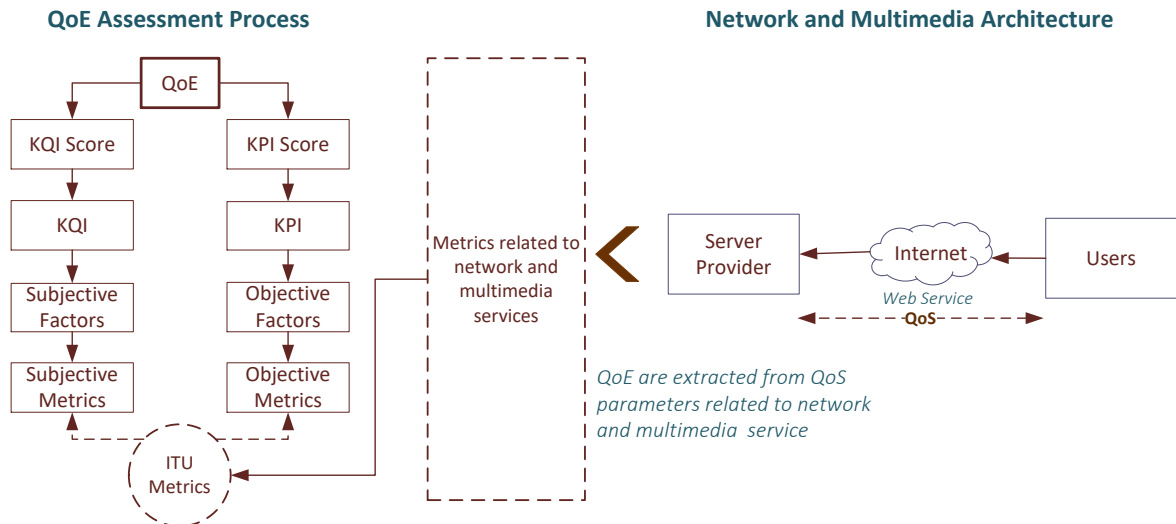 QoE Assessment Process
Network and Multimedia Architecture
QoE
KQI Score
KPI Score
KQI
KPI
Subjective
Factors
Objective
Factors
Subjective
Metrics
Objective
Metrics
ITU
Metrics
Metrics related to
network and
multimedia
services
Server
Provider
Internet
Users
Web Service
QoS
QoE are extracted from QoS
parameters related to network
and multimedia service